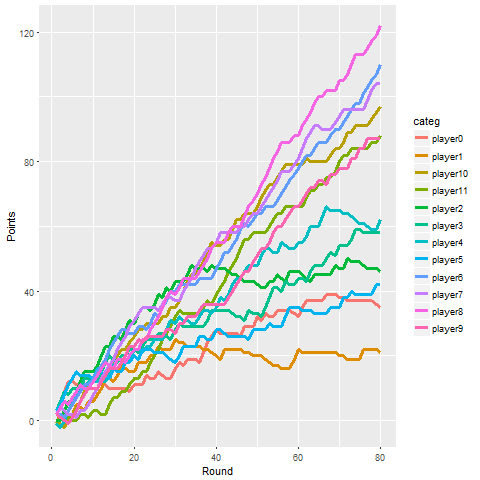 120
80
40
0
0
20
40
60
80
Round
Points
categ
player0
player1
player10
player11
player2
player3
player4
player5
player6
player7
player8
player9